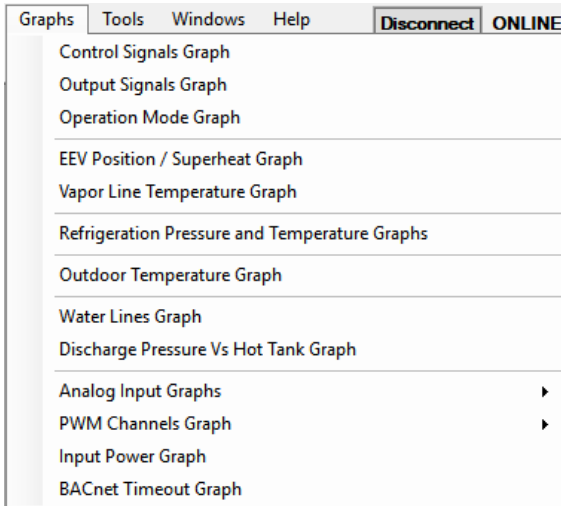 Graphs Tools Windows Help Disconnect ONLINE
Control Signals Graph
Output Signals Graph
Operation Mode Graph
EEV Position / Superheat Graph
Vapor Line Temperature Graph
Refrigeration Pressure and Temperature Graphs
Outdoor Temperature Graph
Water Lines Graph
Discharge Pressure Vs Hot Tank Graph
Analog Input Graphs
PWM Channels Graph
Input Power Graph
BACnet Timeout Graph